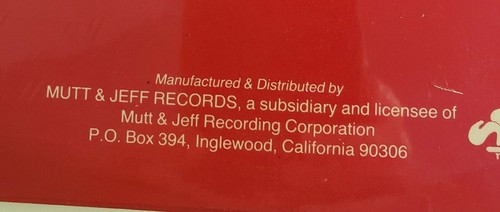 Manufactured & Distributed by
MUTT & JEFF RECORDS, a subsidiary and licensee of
Mutt & Jeff Recording Corporation
P.O. Box 394, Inglewood, California 90306